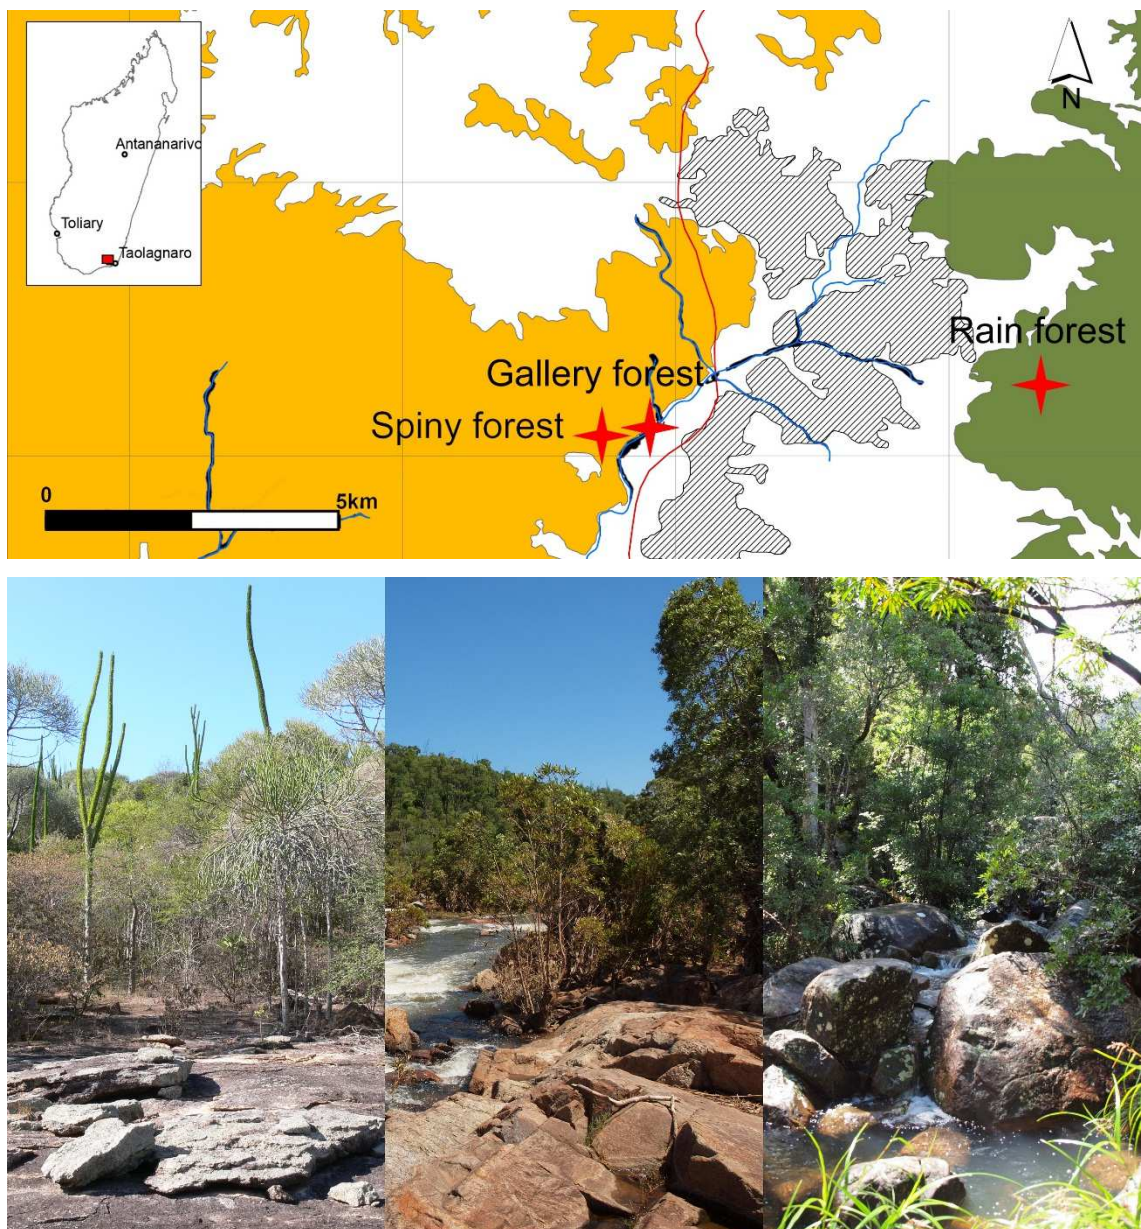 Antananarivo
Toliary
Taolagnaro
N
Rain forest
Gallery forest
Spiny forest
0
5km